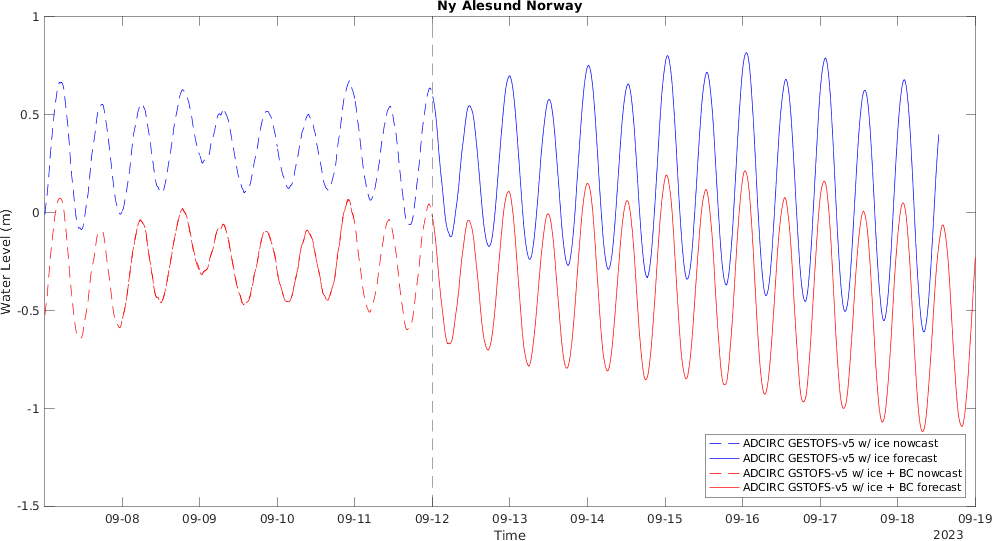 Ny Alesund Norway
1
0.5
0
-0.5
-1
-1.5
Water Level (m)
ADCIRC GESTOFS-v5 w/ ice nowcast
ADCIRC GESTOFS-v5 w/ ice forecast
ADCIRC GSTOFS-v5 w/ ice + BC nowcast
ADCIRC GSTOFS-v5 w/ ice + BC forecast
09-08 09-09 09-10 09-11 09-12 09-13 09-14 09-15 09-16 09-17 09-18 09-19
Time
2023